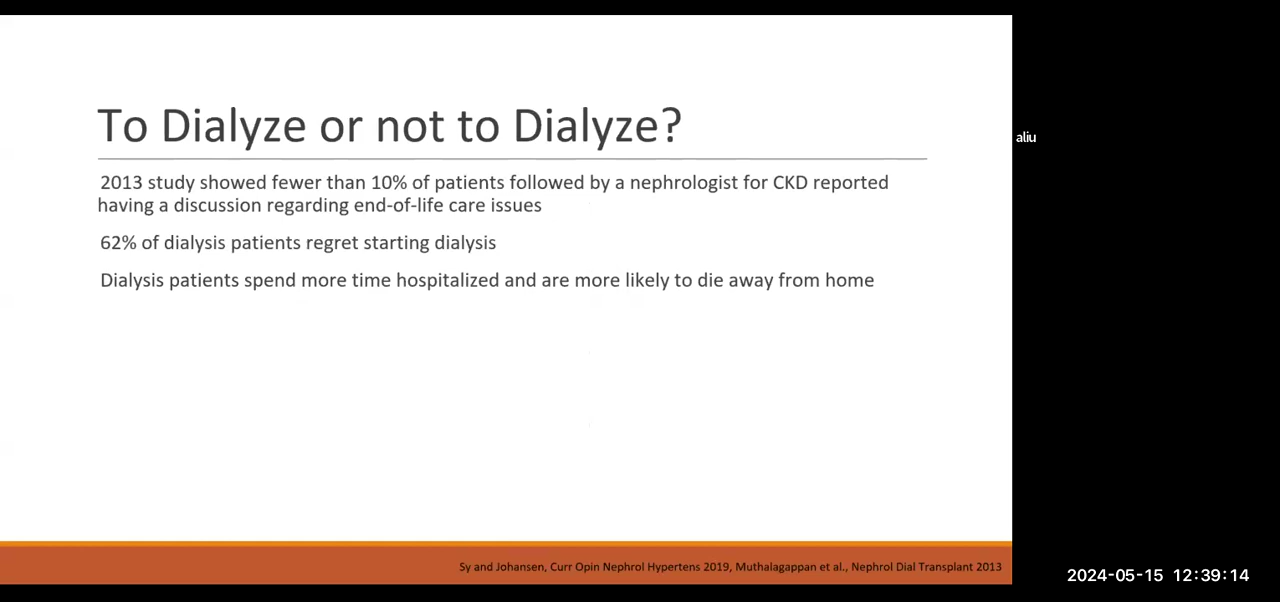 To Dialyze or not to Dialyze?
aliu
2013 study showed fewer than 10% of patients followed by a nephrologist for CKD reported
having a discussion regarding end-of-life care issues
62% of dialysis patients regret starting dialysis
Dialysis patients spend more time hospitalized and are more likely to die away from home
Sy and Johansen, Curr Opin Nephrol Hypertens 2019, Muthalagappan et al., Nephrol Dial Transplant 2013
2024-05-15 12:39:14